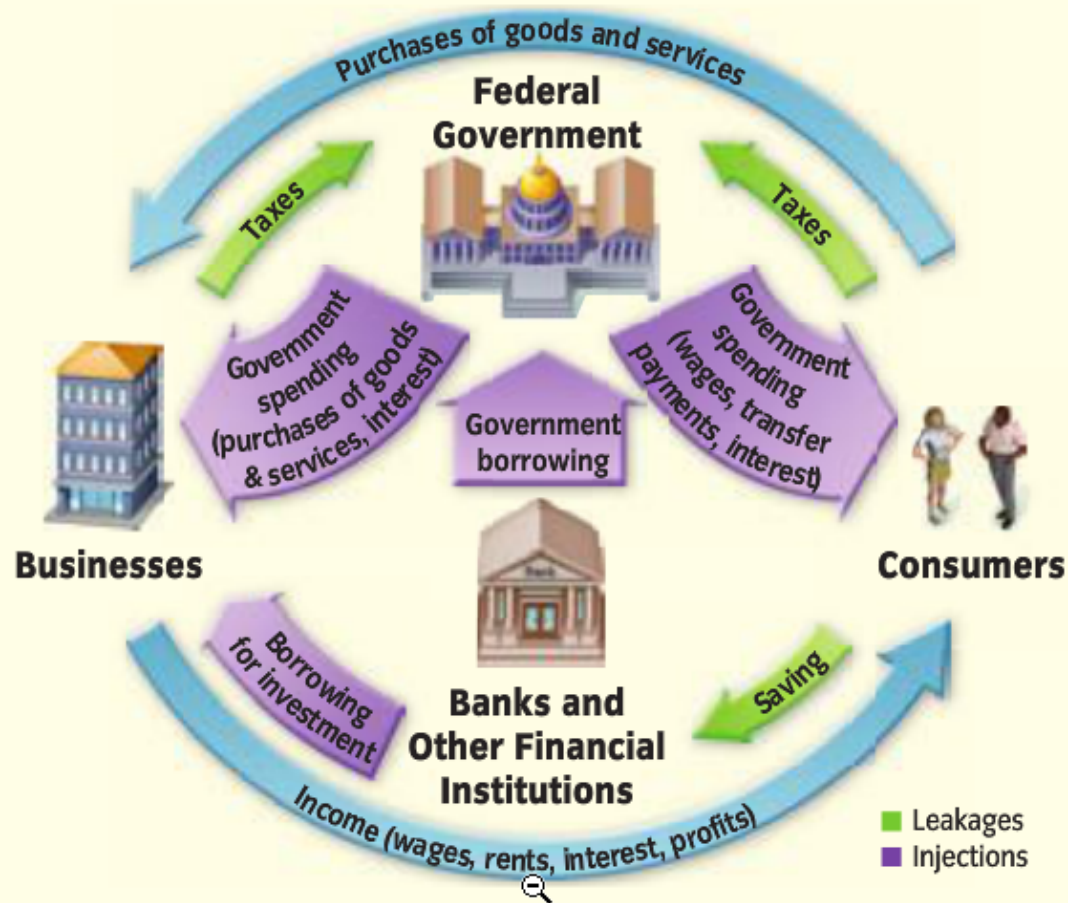 Purchases of goods and services
Federal
Government
Taxes
Taxes
Government
spending
(purchases of goods
& services, interest)
Government
borrowing
Government
spending
(wages, transfer
payments, interest)
Businesses
Consumers
Bank
Borrowing
for investment
Saving
Banks and
Other Financial
Institutions
Income (wages, rents, interest, profits)
Leakages
Injections